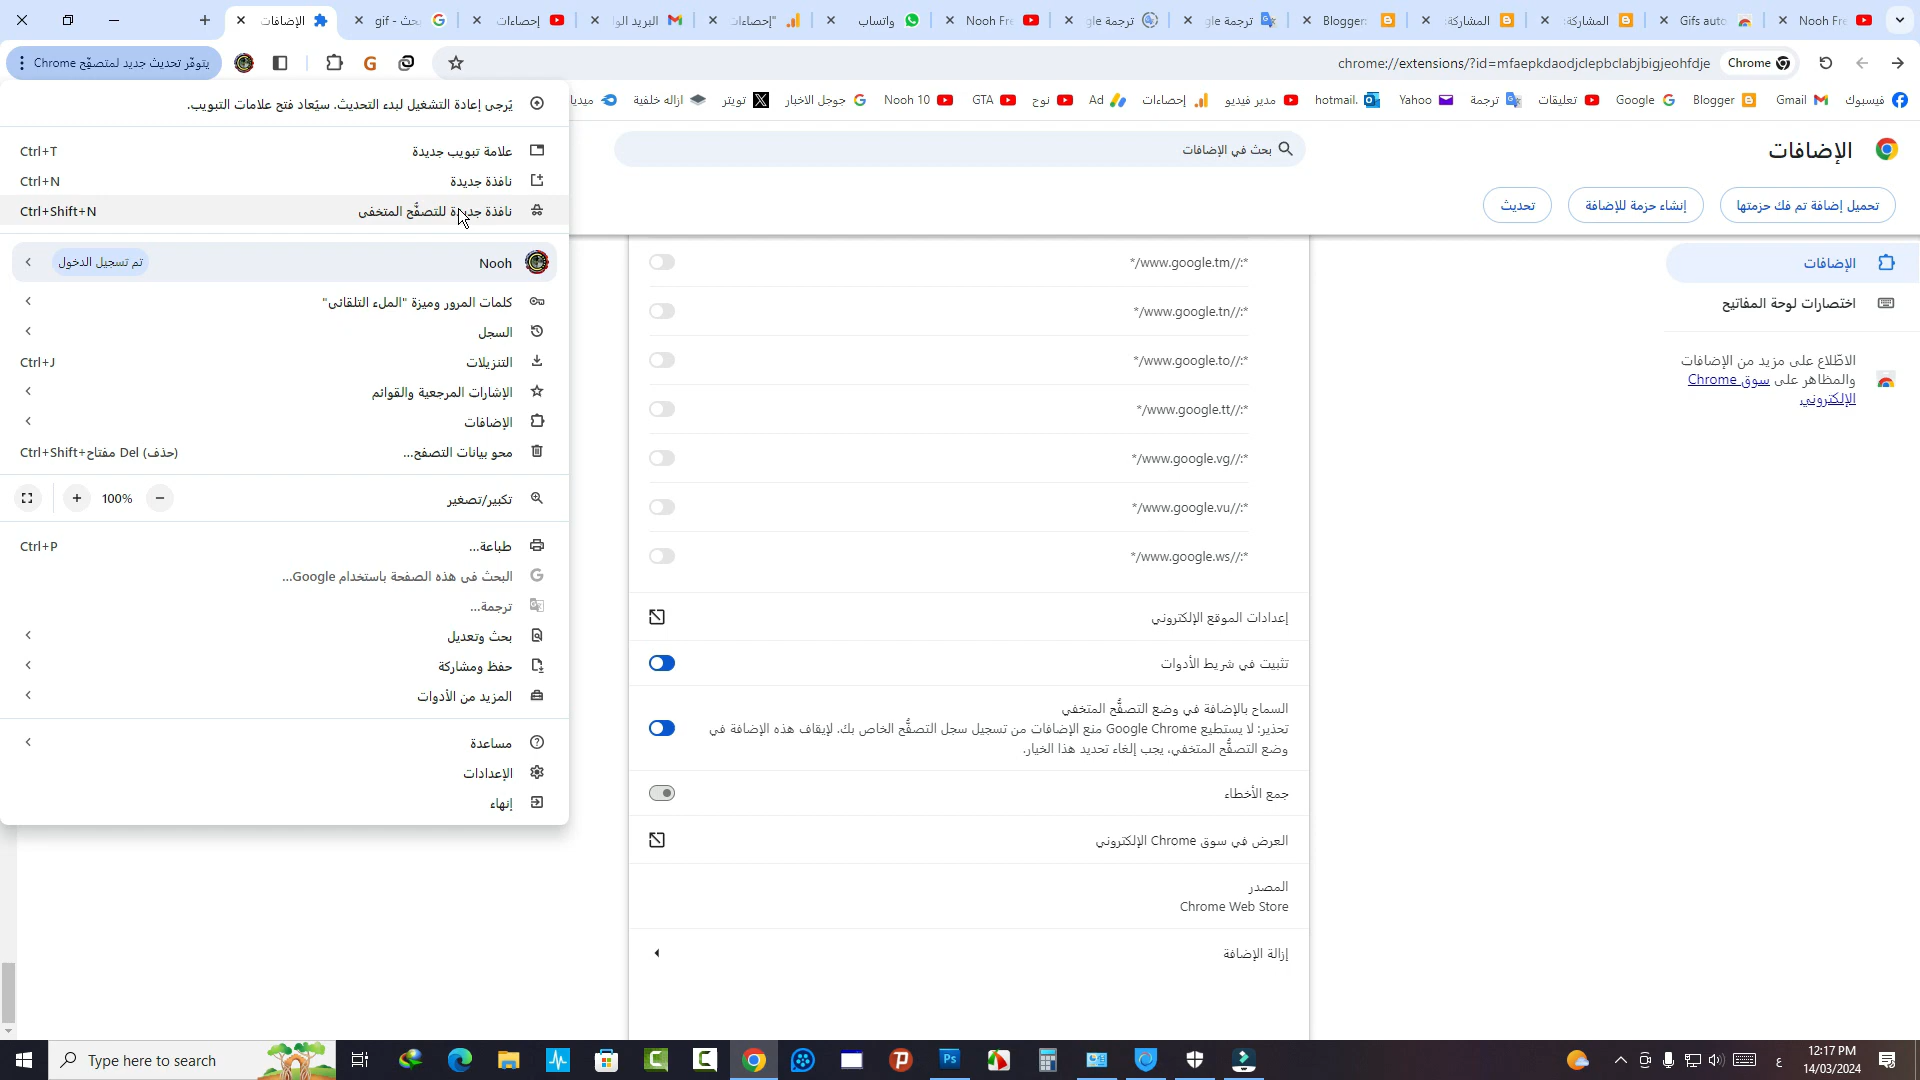 الإضافات
gif - بحث
إحصاءات
البريد الوا
"إحصاءات
واتساب
Nooh Fre
ترجمة gle
ترجمة gle
Blogger:
المشاركة:
المشاركة:
Gifs auto
Nooh Fre
يتوفّر تحديث جديد لمتصفّح Chrome
chrome://extensions/?id=mfaepkdaodjclepbclabjbigjeohfdje
Chrome
فيسبوك
Gmail
Blogger
Google
تعليقات
ترجمة
Yahoo
hotmail.
مدير فيديو
إحصاءات
Ad
نوح
GTA
Nooh 10
جوجل الاخبار
تويتر
ازاله خلفية
ميديا
يُرجى إعادة التشغيل لبدء التحديث. سيُعاد فتح علامات التبويب.
علامة تبويب جديدة
Ctrl+T
نافذة جديدة
Ctrl+N
نافذة جديدة للتصفُّح المتخفي
Ctrl+Shift+N
Nooh
تم تسجيل الدخول
كلمات المرور وميزة "الملء التلقائي"
السجل
التنزيلات
Ctrl+J
الإشارات المرجعية والقوائم
الإضافات
محو بيانات التصفح...
Ctrl+Shift+مفتاح Del (حذف)
تكبير/تصغير
100%
طباعة...
Ctrl+P
البحث في هذه الصفحة باستخدام Google...
ترجمة...
بحث وتعديل
حفظ ومشاركة
المزيد من الأدوات
مساعدة
الإعدادات
إنهاء
الإضافات
بحث في الإضافات
تحميل إضافة تم فك حزمتها
إنشاء حزمة للإضافة
تحديث
الإضافات
اختصارات لوحة المفاتيح
الاطّلاع على مزيد من الإضافات
والمظاهر على سوق Chrome
الإلكتروني
*://www.google.tm/*
*://www.google.tn/*
*://www.google.to/*
*://www.google.tt/*
*://www.google.vg/*
*://www.google.vu/*
*://www.google.ws/*
إعدادات الموقع الإلكتروني
تثبيت في شريط الأدوات
السماح بالإضافة في وضع التصفُّح المتخفي
تحذير: لا يستطيع Google Chrome منع الإضافات من تسجيل سجل التصفُّح الخاص بك. لإيقاف هذه الإضافة في
وضع التصفُّح المتخفي، يجب إلغاء تحديد هذا الخيار.
جمع الأخطاء
العرض في سوق Chrome الإلكتروني
المصدر
Chrome Web Store
إزالة الإضافة
Type here to search
ع
12:17 PM
14/03/2024